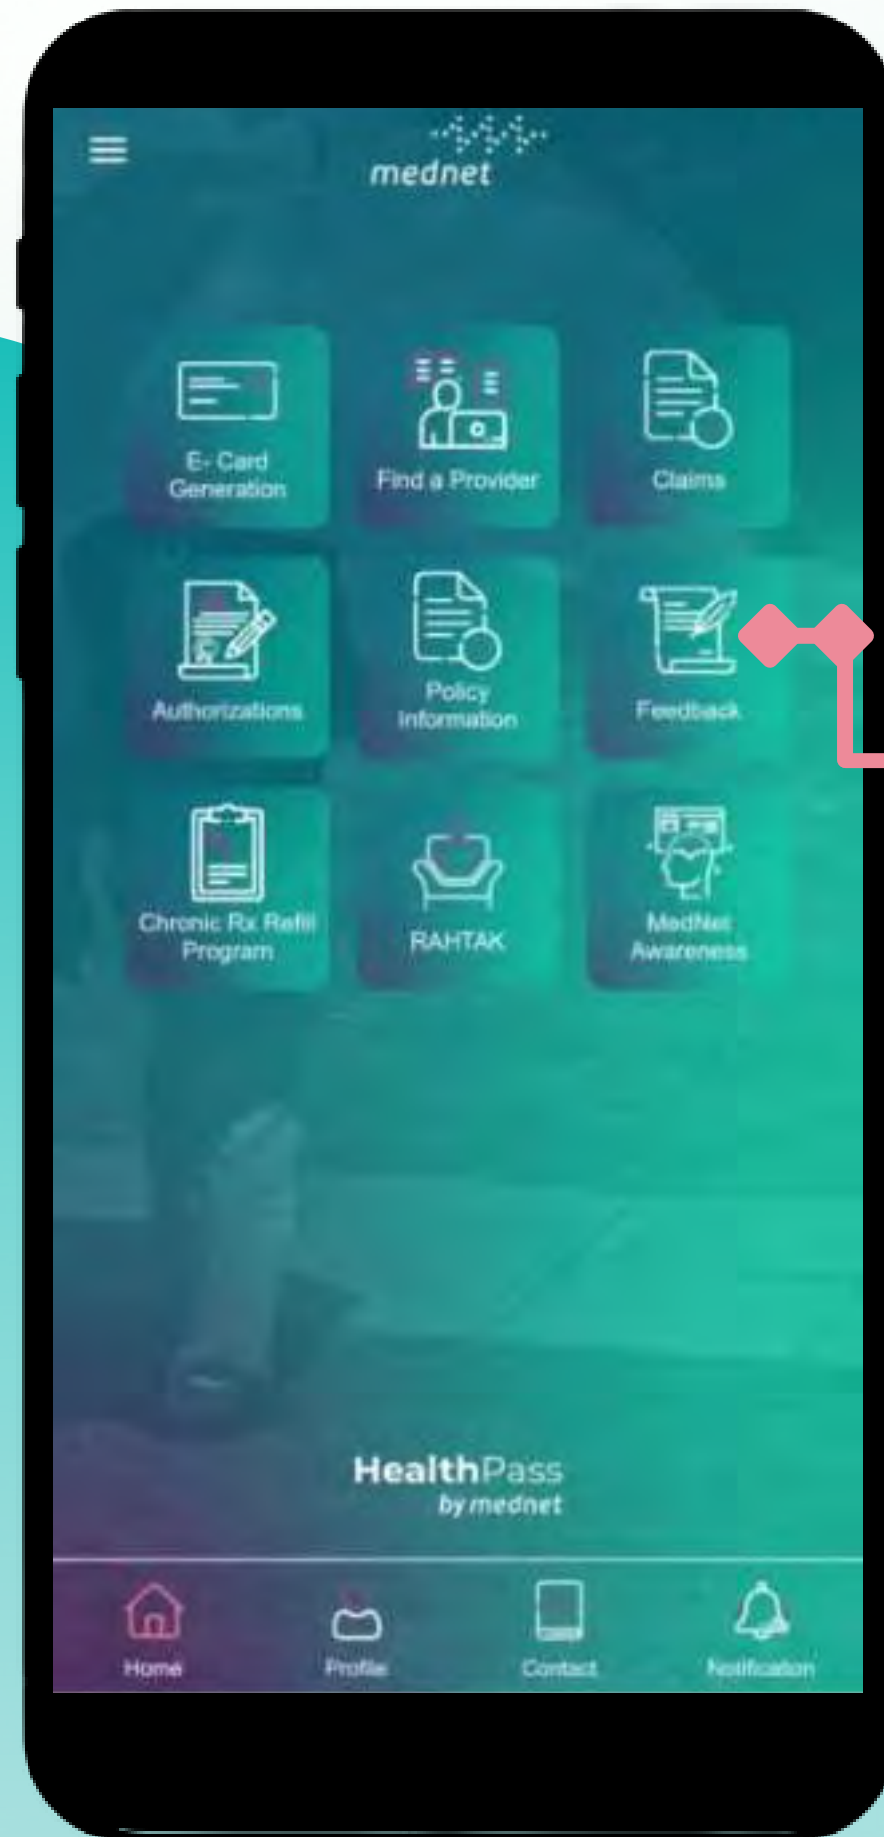 mednet
E- Card
Generation
Find a Provider
Claims
Authorizations
Policy
Information
Feedback
Chronic Rx Refill
Program
RAHTAK
MedNet
Awareness
HealthPass
by mednet
Home
Profile
Contact
Notification